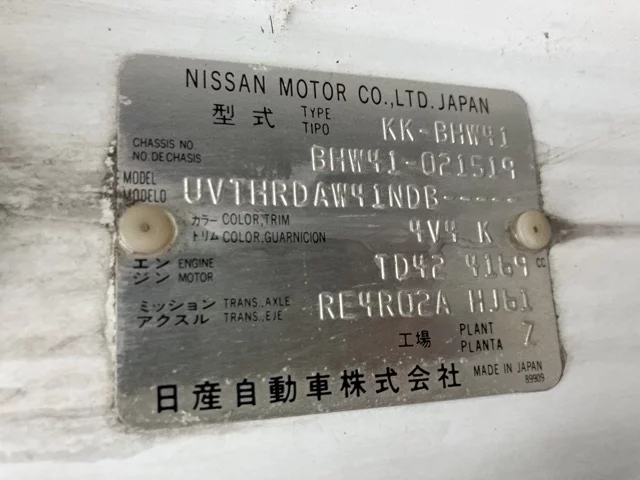 NISSAN MOTOR CO.,LTD. JAPAN
型式 TYPE TIPO KK-BHW41
CHASSIS NO. NO. DE CHASIS BHW41-021519
MODEL MODELO UVTHRDAW41NDB-----
カラー COLOR,TRIM
トリム COLOR,GUARNICION 4V4 K
エンジン ENGINE MOTOR TD42 4169 cc
ミッション TRANS.,AXLE
アクスル TRANS.,EJE RE4R02A HJ61
工場 PLANT PLANTA Z
日産自動車株式会社 MADE IN JAPAN
89909